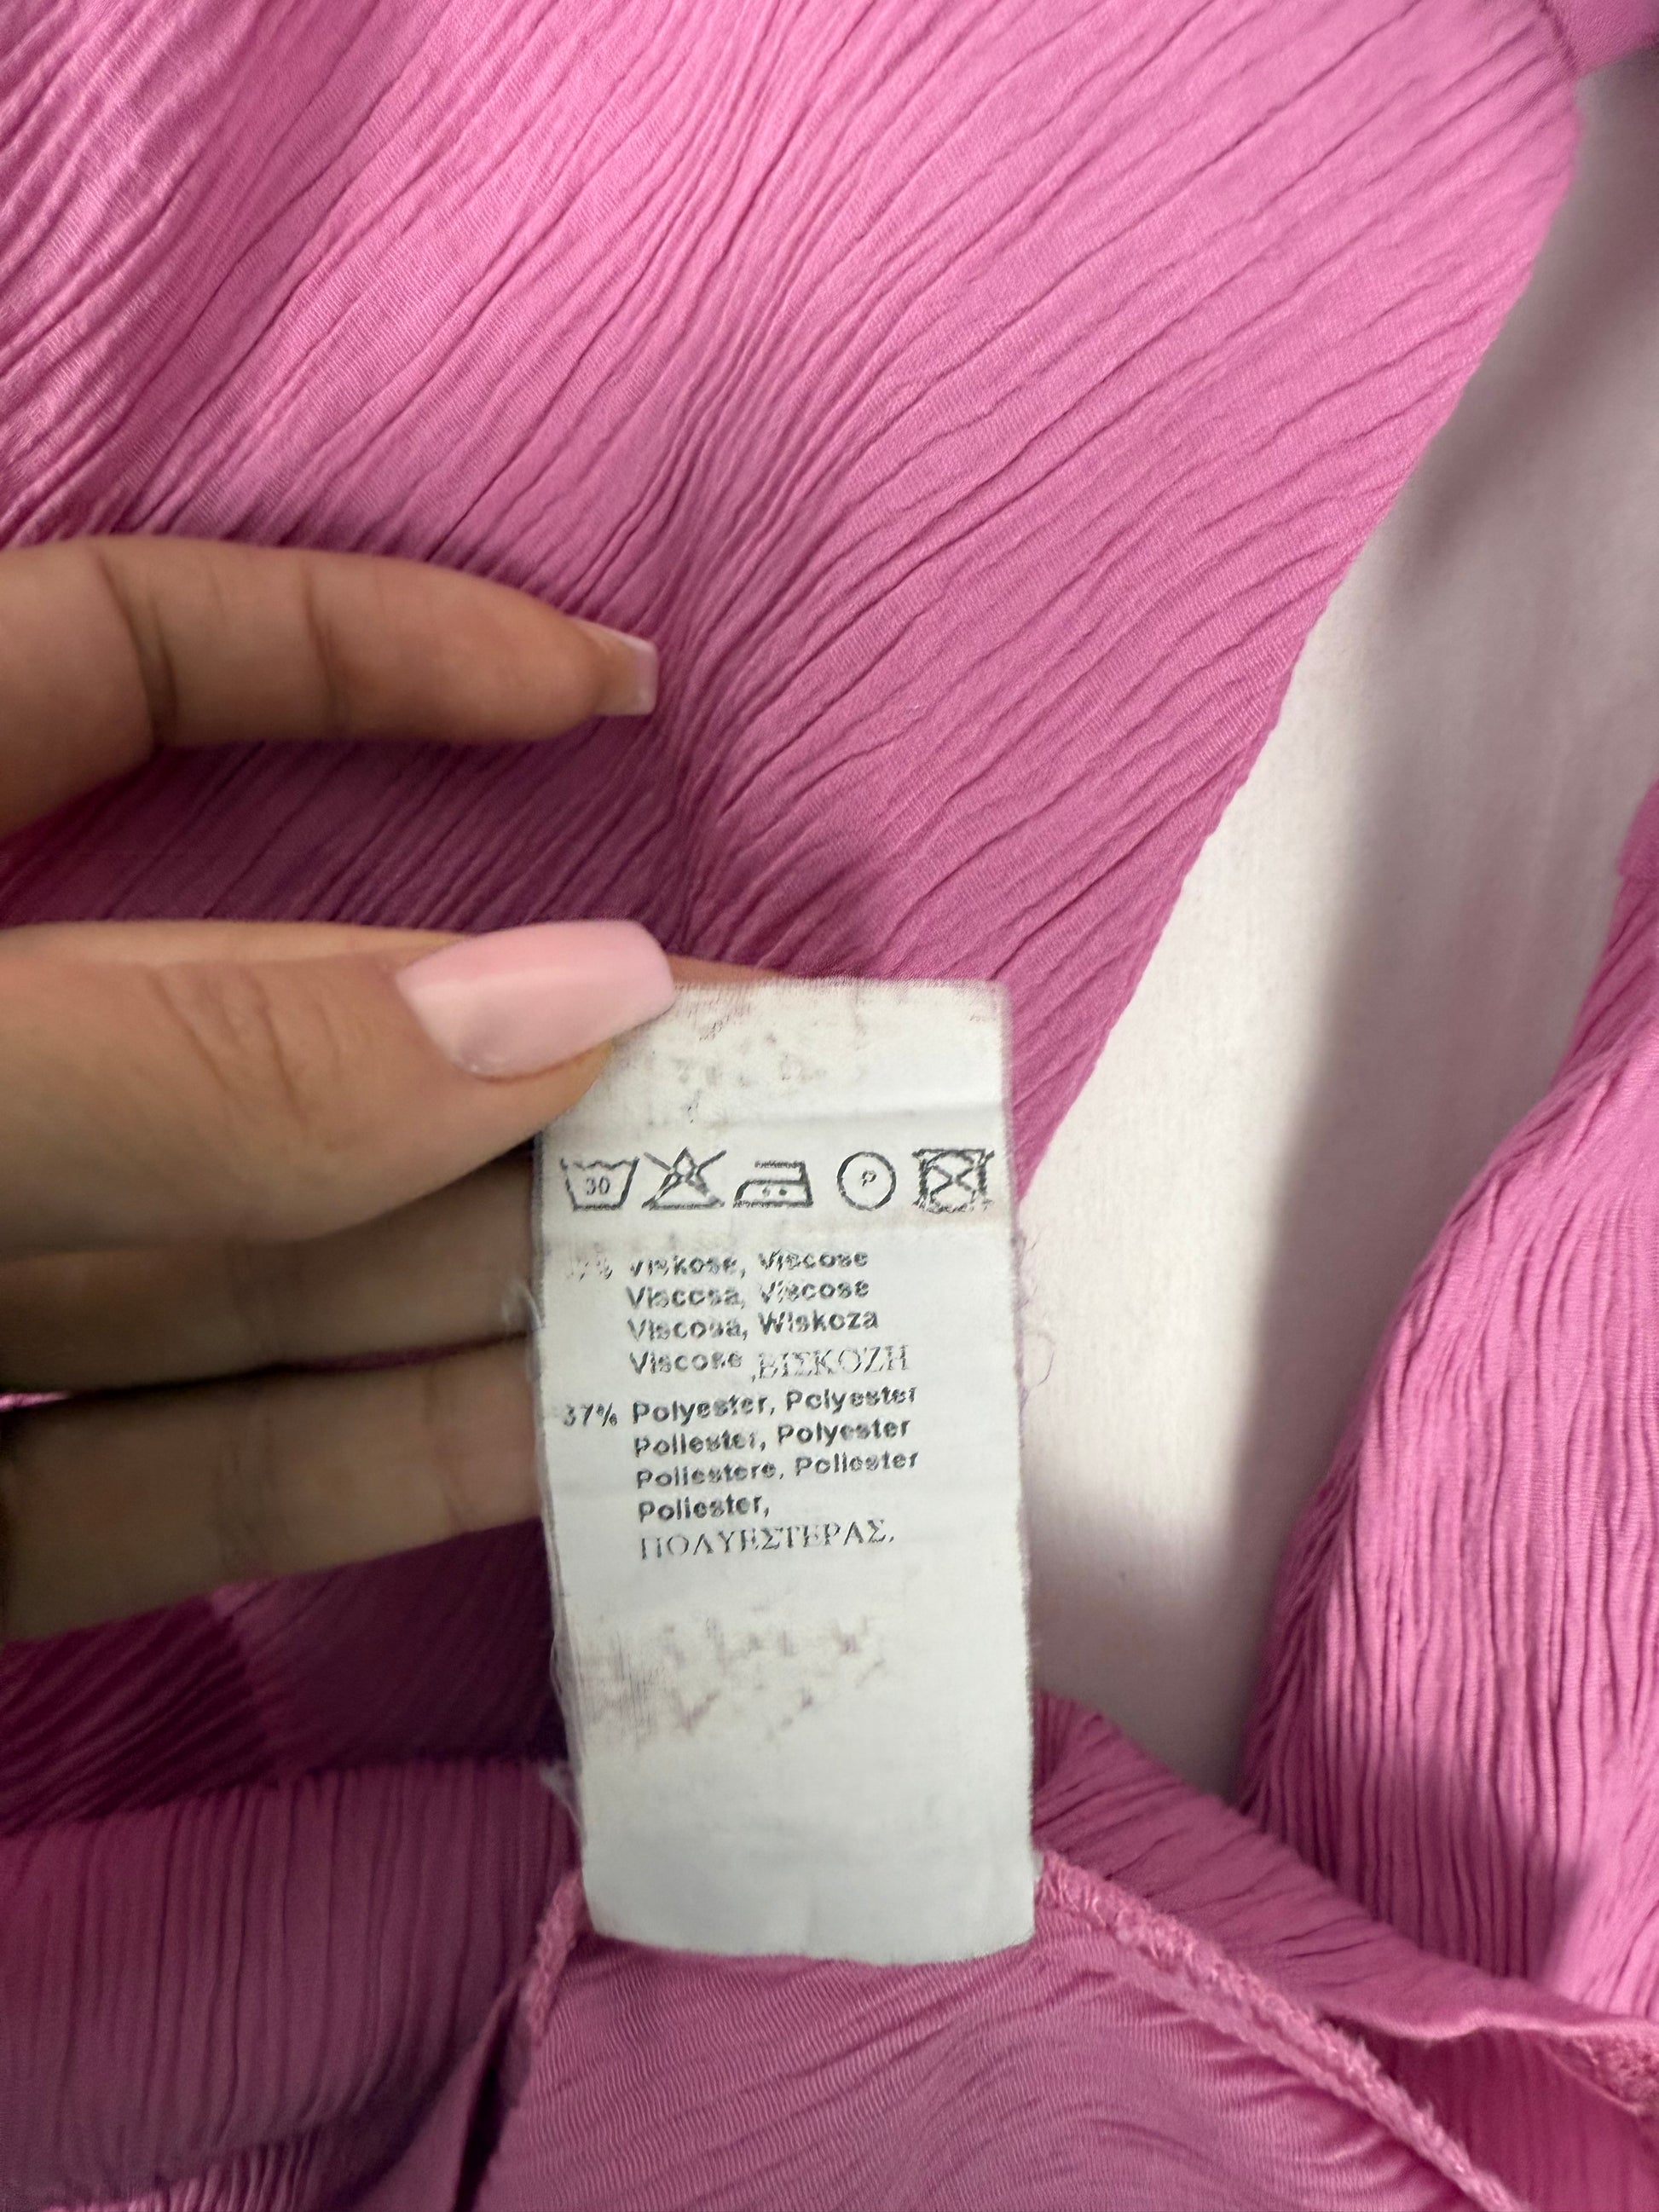 30
P
Viskose, Viscose
Viscosa, Viscose
Viscosa, Wiskoza
Viscose, ΒΙΣΚΟΖΗ
37% Polyester, Polyester
Poliester, Polyester
Poliestere, Poliester
Poliester,
ΠΟΛΥΕΣΤΕΡΑΣ.